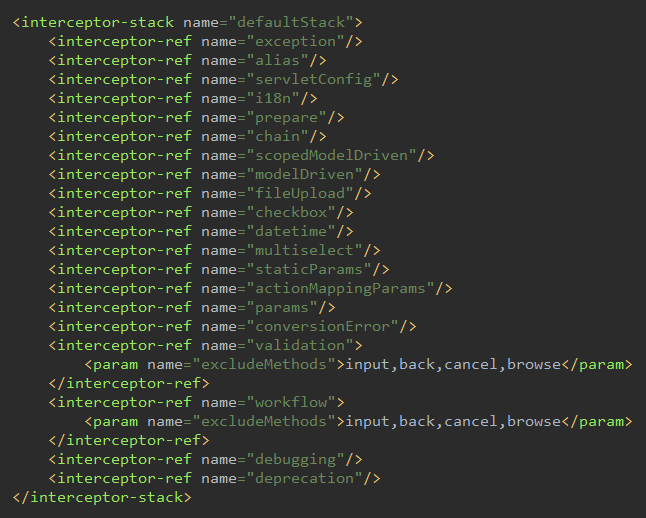 <interceptor-stack name="defaultStack">
    <interceptor-ref name="exception"/>
    <interceptor-ref name="alias"/>
    <interceptor-ref name="servletConfig"/>
    <interceptor-ref name="i18n"/>
    <interceptor-ref name="prepare"/>
    <interceptor-ref name="chain"/>
    <interceptor-ref name="scopedModelDriven"/>
    <interceptor-ref name="modelDriven"/>
    <interceptor-ref name="fileUpload"/>
    <interceptor-ref name="checkbox"/>
    <interceptor-ref name="datetime"/>
    <interceptor-ref name="multiselect"/>
    <interceptor-ref name="staticParams"/>
    <interceptor-ref name="actionMappingParams"/>
    <interceptor-ref name="params"/>
    <interceptor-ref name="conversionError"/>
    <interceptor-ref name="validation">
        <param name="excludeMethods">input,back,cancel,browse</param>
    </interceptor-ref>
    <interceptor-ref name="workflow">
        <param name="excludeMethods">input,back,cancel,browse</param>
    </interceptor-ref>
    <interceptor-ref name="debugging"/>
    <interceptor-ref name="deprecation"/>
</interceptor-stack>